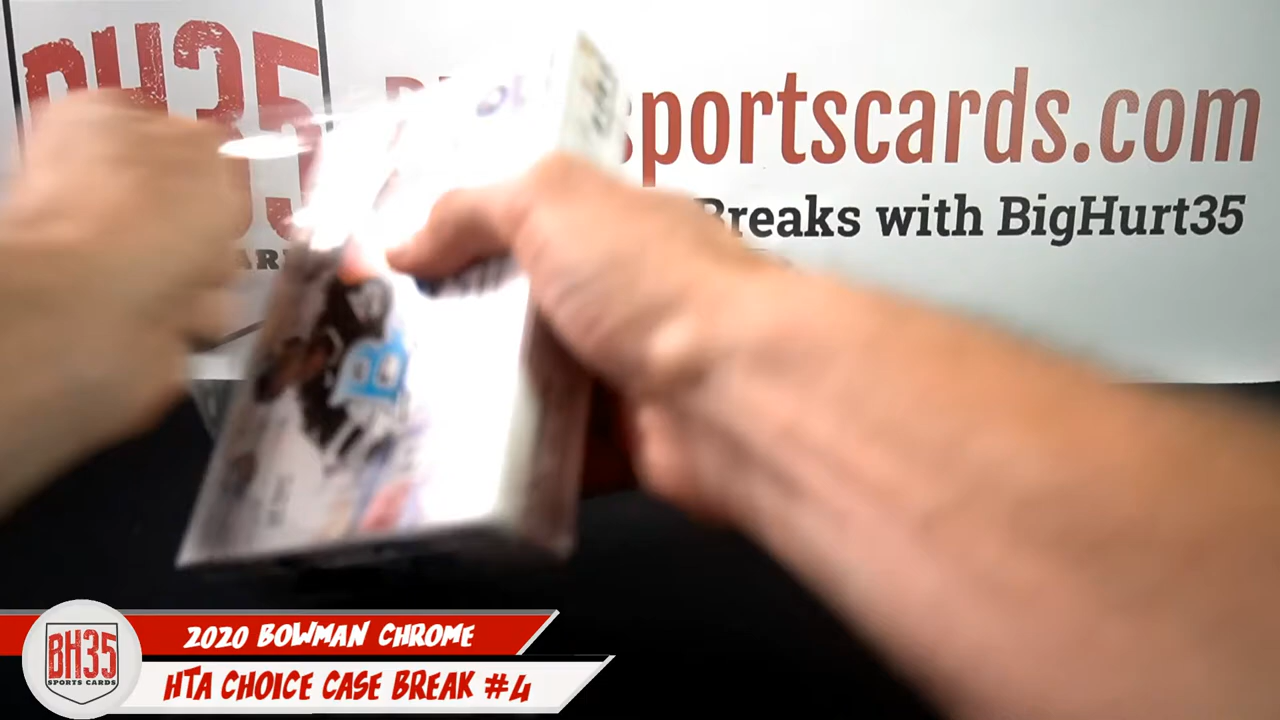 BH35
sportscards.com
Breaks with BigHurt35
B
2020 BOWMAN CHROME
HTA CHOICE CASE BREAK #4
BH35
SPORTS CARDS